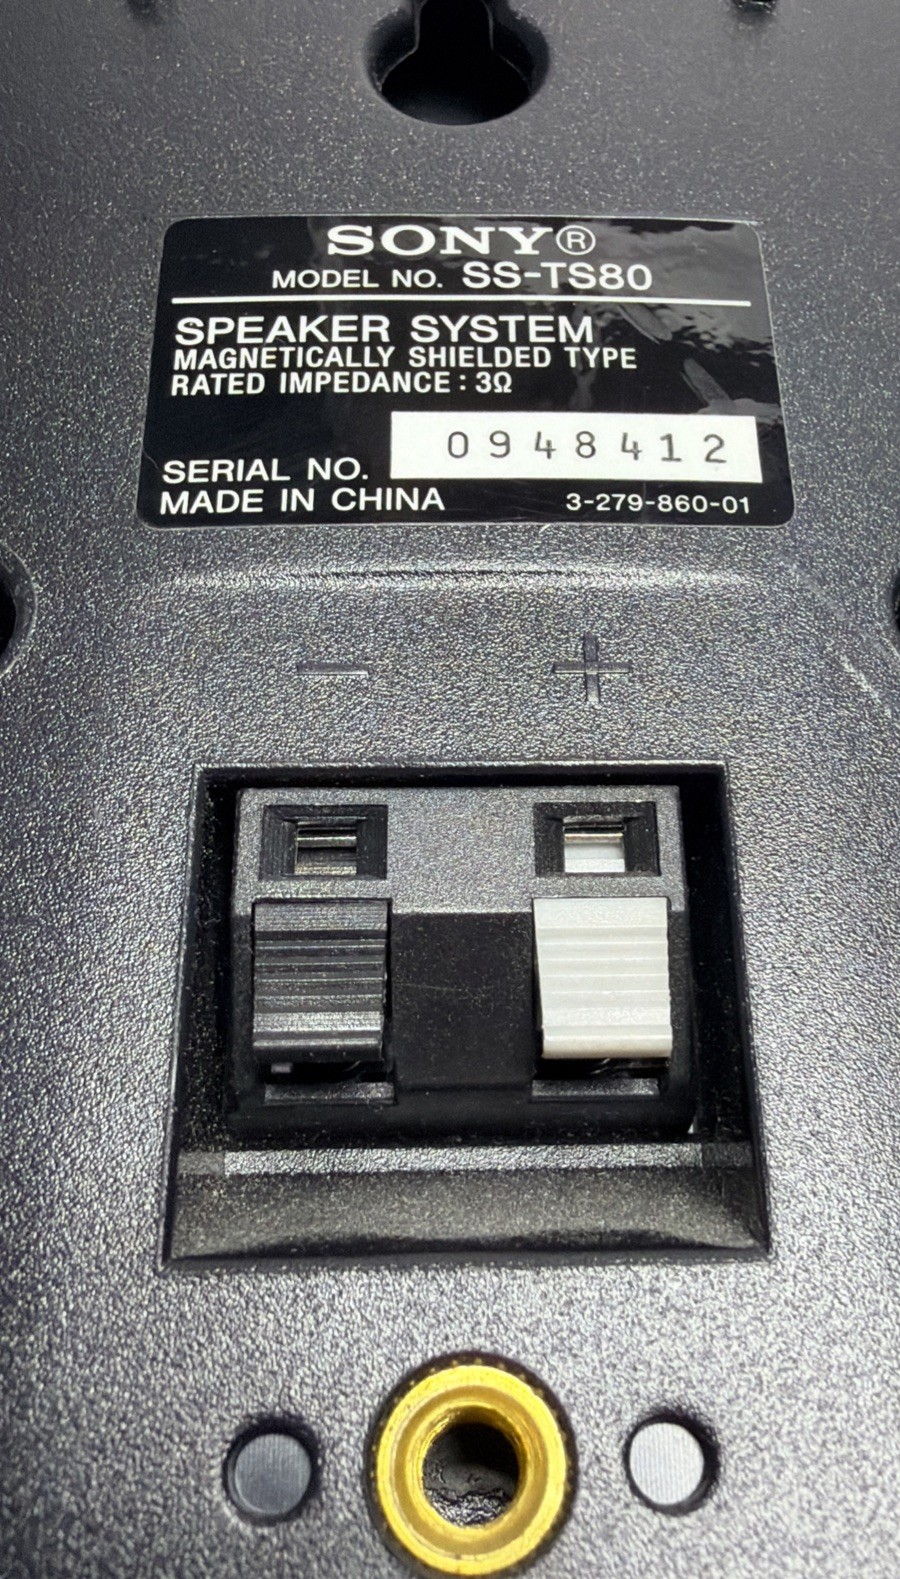 SONY®
MODEL NO. SS-TS80
SPEAKER SYSTEM
MAGNETICALLY SHIELDED TYPE
RATED IMPEDANCE : 3Ω
SERIAL NO. 0948412
MADE IN CHINA 3-279-860-01
− +